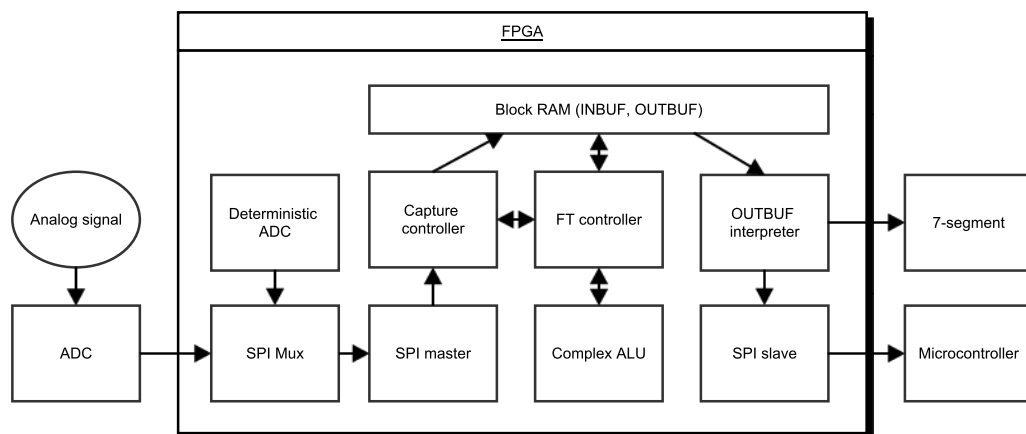 FPGA
Block RAM (INBUF, OUTBUF)
Analog signal
Deterministic
ADC
Capture
controller
FT controller
OUTBUF
interpreter
7-segment
ADC
SPI Mux
SPI master
Complex ALU
SPI slave
Microcontroller